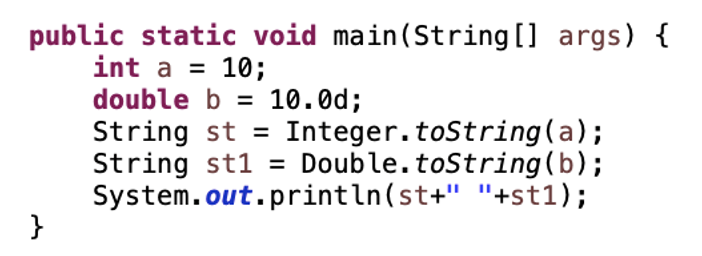 public static void main(String[] args) {
    int a = 10;
    double b = 10.0d;
    String st = Integer.toString(a);
    String st1 = Double.toString(b);
    System.out.println(st+" "+st1);
}